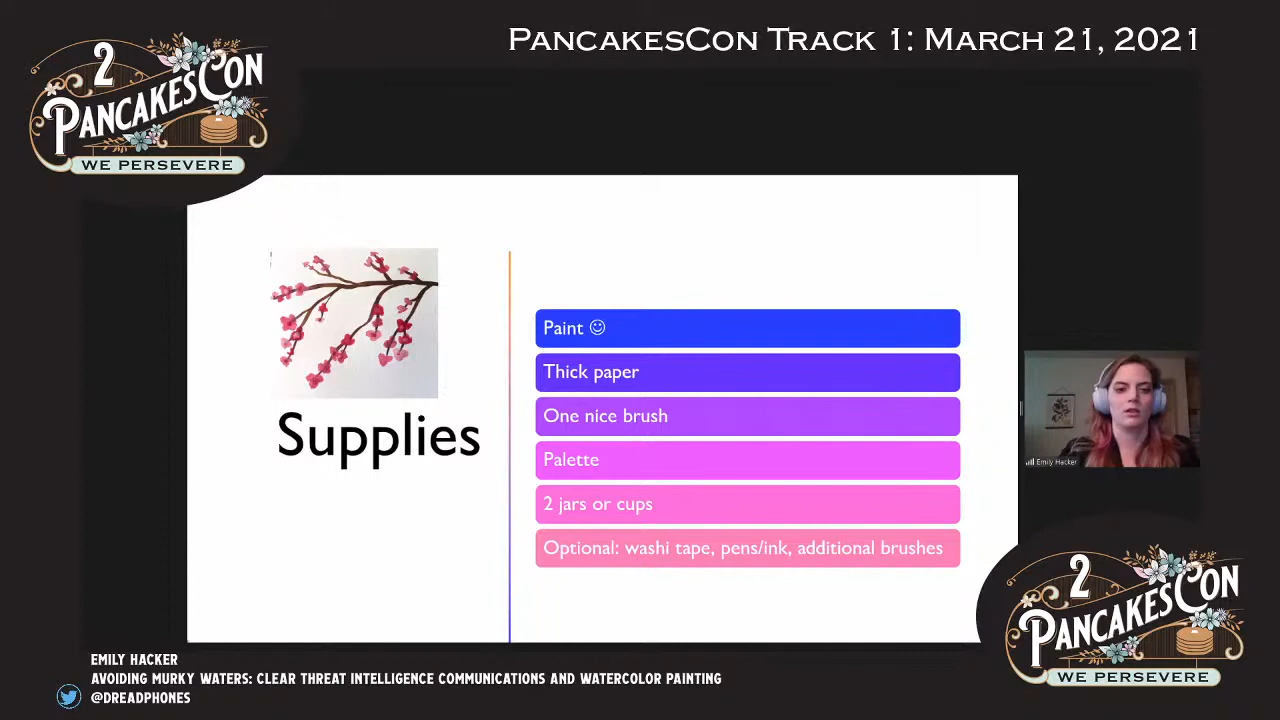 PancakesCon Track 1: March 21, 2021
2
PANCAKESCON
WE PERSEVERE
Supplies
Paint ☺
Thick paper
One nice brush
Palette
2 jars or cups
Optional: washi tape, pens/ink, additional brushes
Emily Hacker
2
PANCAKESCON
WE PERSEVERE
EMILY HACKER
AVOIDING MURKY WATERS: CLEAR THREAT INTELLIGENCE COMMUNICATIONS AND WATERCOLOR PAINTING
@DREADPHONES